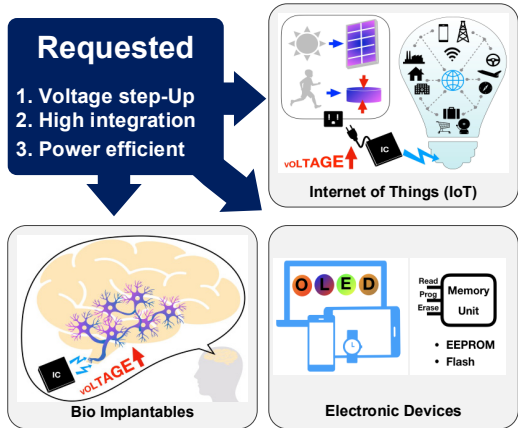 Requested
1. Voltage step-Up
2. High integration
3. Power efficient
IC
VOLTAGE
Internet of Things (IoT)
IC
VOLTAGE
Bio Implantables
OLED
Read
Prog
Erase
Memory
Unit
• EEPROM
• Flash
Electronic Devices